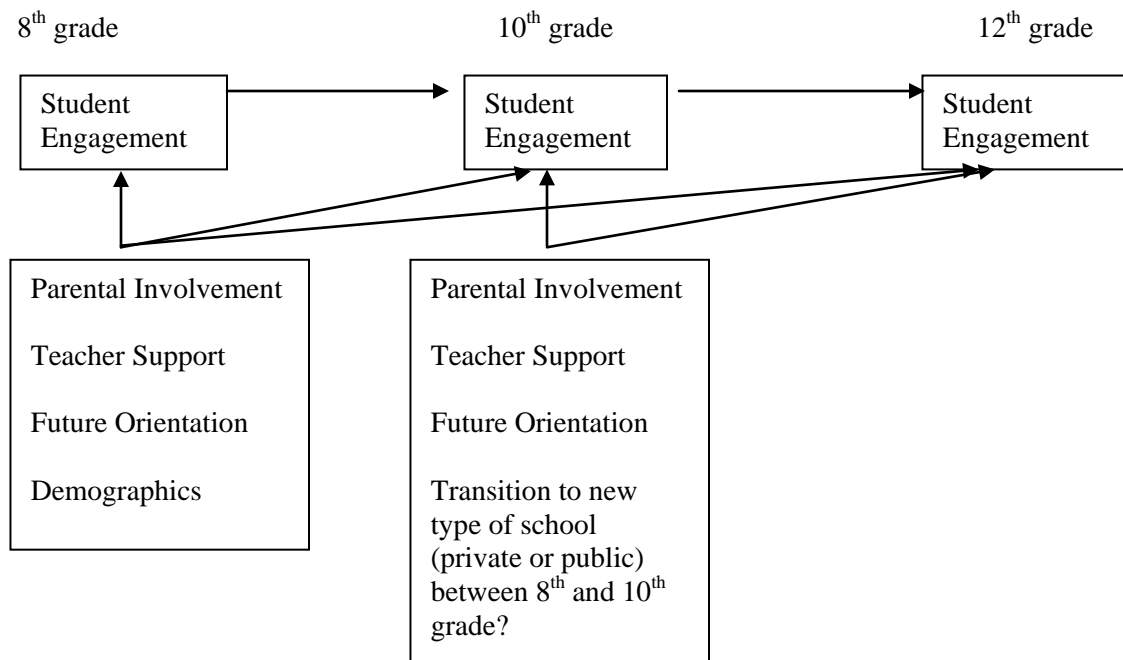 8th grade
10th grade
12th grade
Student
Engagement
Student
Engagement
Student
Engagement
Parental Involvement
Teacher Support
Future Orientation
Demographics
Parental Involvement
Teacher Support
Future Orientation
Transition to new
type of school
(private or public)
between 8th and 10th
grade?